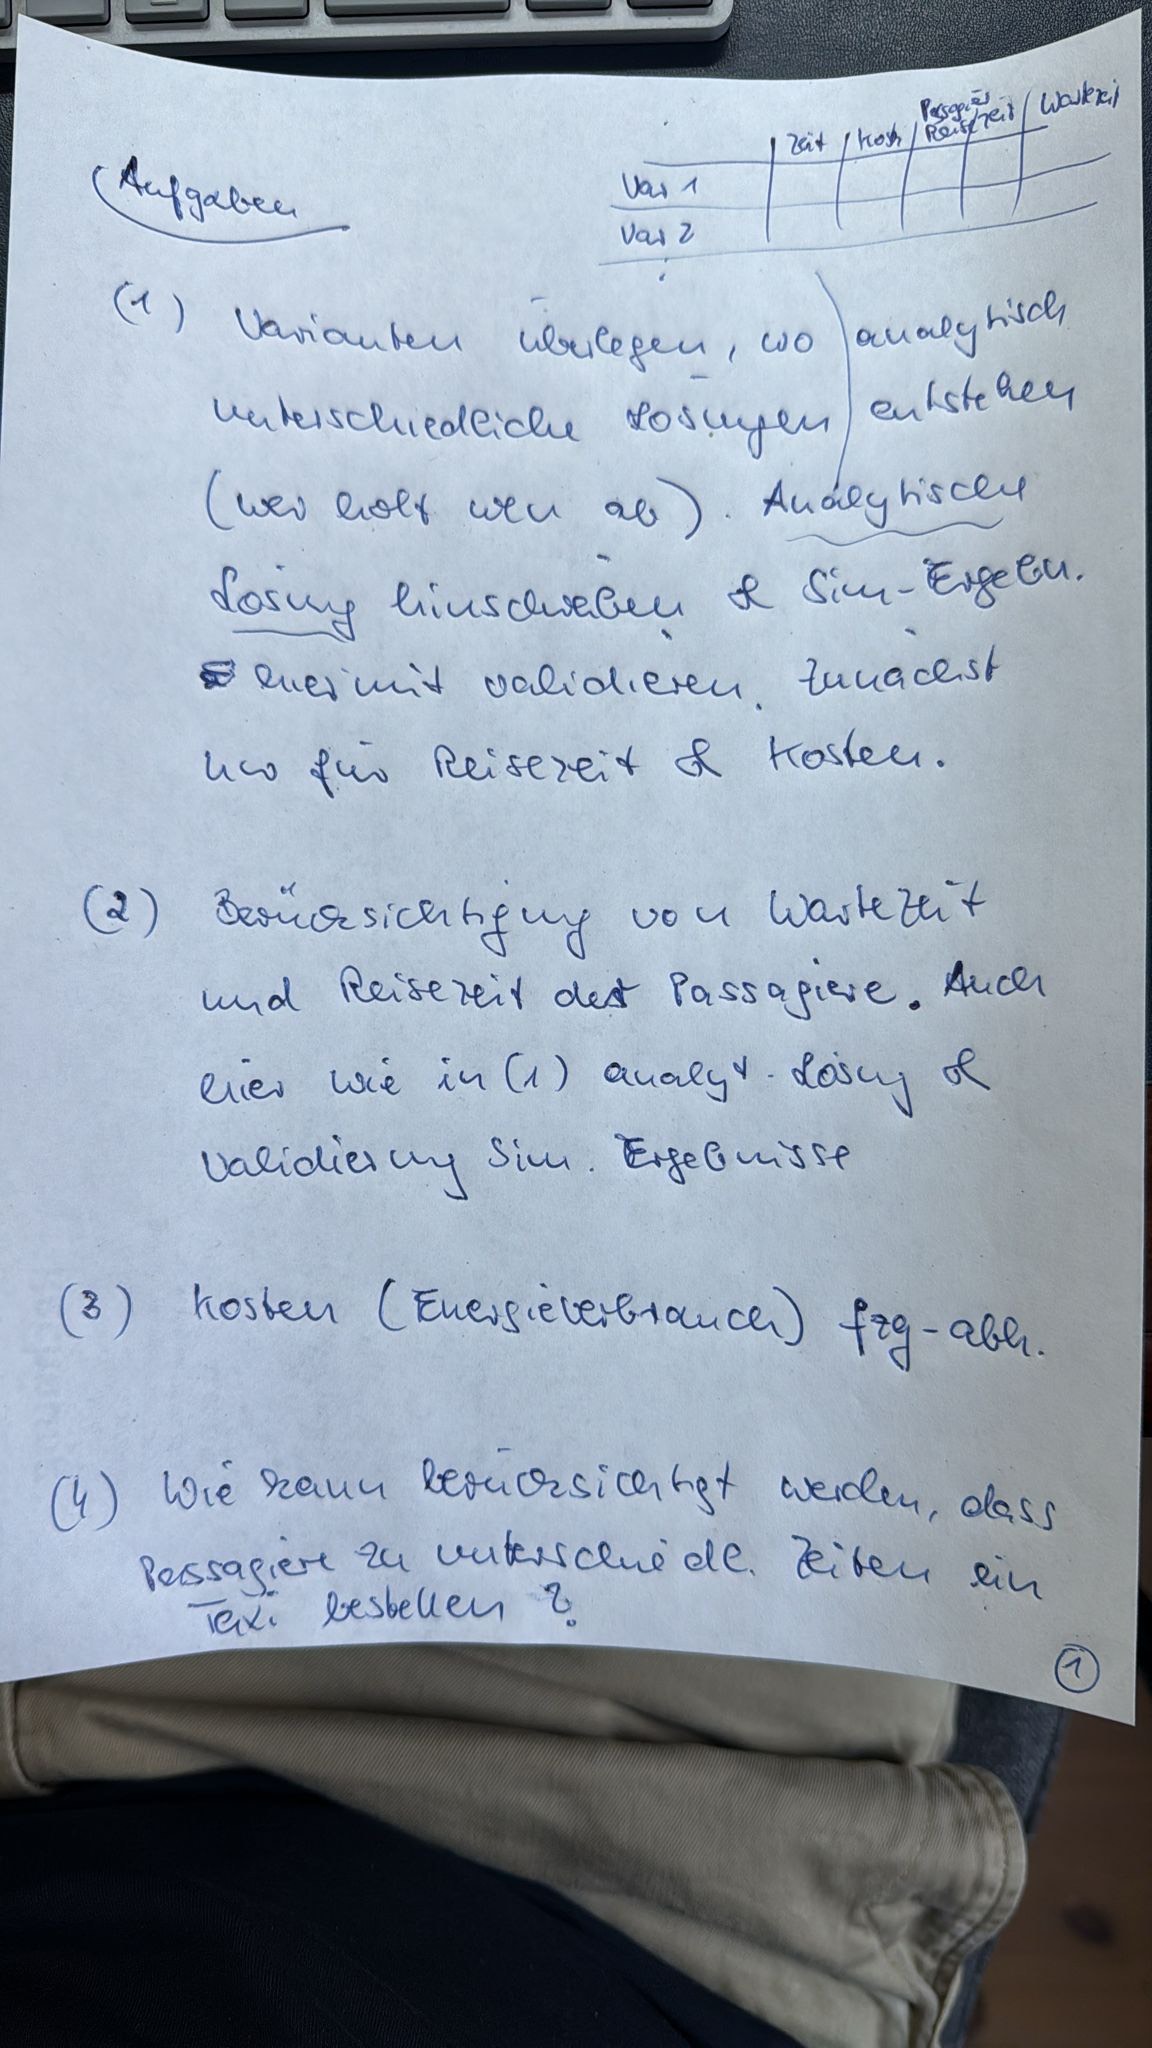 Zeit Kost Passagier Reisezeit Wartezeit
Var 1
Var 2
Aufgaben
(1) Varianten überlegen, wo analytisch
unterschiedliche Lösungen entstehen
(wer holt wen ab). Analytische
Lösung hinschreiben & Sim-Ergebn.
hiermit validieren. Zunächst
nur für Reisezeit & Kosten.
(2) Berücksichtigung von Wartezeit
und Reisezeit der Passagiere. Auch
hier wie in (1) analyt. Lösung &
Validierung Sim. Ergebnisse
(3) Kosten (Energieverbrauch) fzg-abh.
(4) Wie kann berücksichtigt werden, dass
Passagiere zu unterschiedl. Zeiten ein
Taxi bestellen?
1